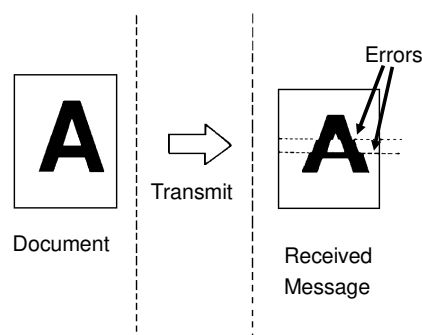 A
Document
Transmit
Errors
A
Received
Message